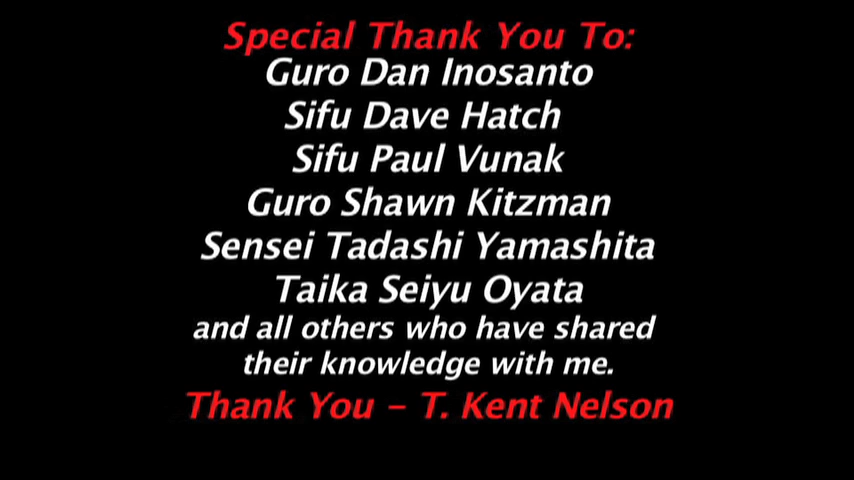 Special Thank You To:
Guro Dan Inosanto
Sifu Dave Hatch
Sifu Paul Vunak
Guro Shawn Kitzman
Sensei Tadashi Yamashita
Taika Seiyu Oyata
and all others who have shared
their knowledge with me.
Thank You - T. Kent Nelson